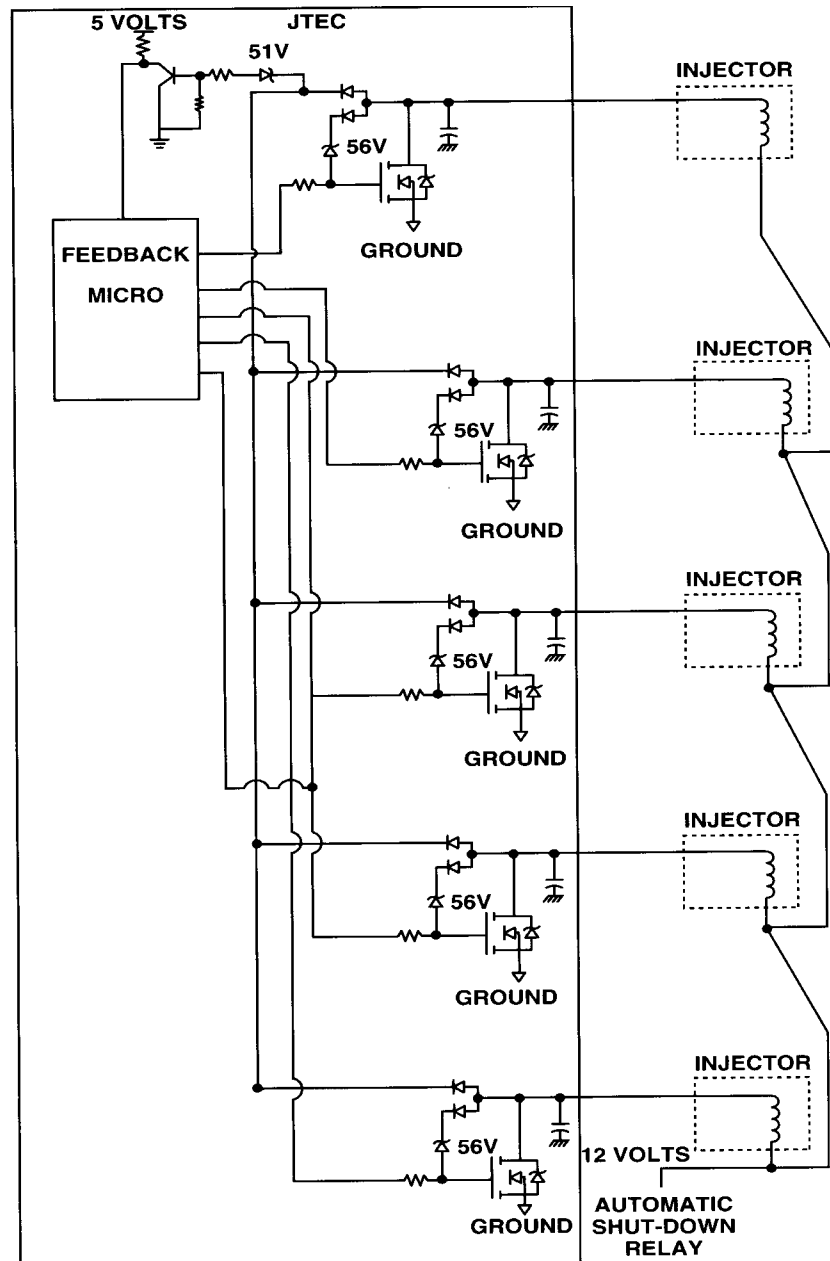 5 VOLTS
JTEC
51V
INJECTOR
56V
GROUND
FEEDBACK
MICRO
INJECTOR
56V
GROUND
INJECTOR
56V
GROUND
INJECTOR
56V
GROUND
INJECTOR
56V
12 VOLTS
GROUND
AUTOMATIC
SHUT-DOWN
RELAY